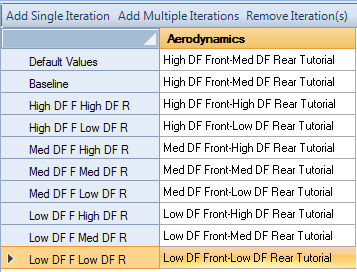 Add Single Iteration Add Multiple Iterations Remove Iteration(s)
Aerodynamics
Default Values High DF Front-Med DF Rear Tutorial
Baseline High DF Front-Med DF Rear Tutorial
High DF F High DF R High DF Front-High DF Rear Tutorial
High DF F Low DF R High DF Front-Low DF Rear Tutorial
Med DF F High DF R Med DF Front-High DF Rear Tutorial
Med DF F Med DF R Med DF Front-Med DF Rear Tutorial
Med DF F Low DF R Med DF Front-Low DF Rear Tutorial
Low DF F High DF R Low DF Front-High DF Rear Tutorial
Low DF F Med DF R Low DF Front-Med DF Rear Tutorial
Low DF F Low DF R Low DF Front-Low DF Rear Tutorial